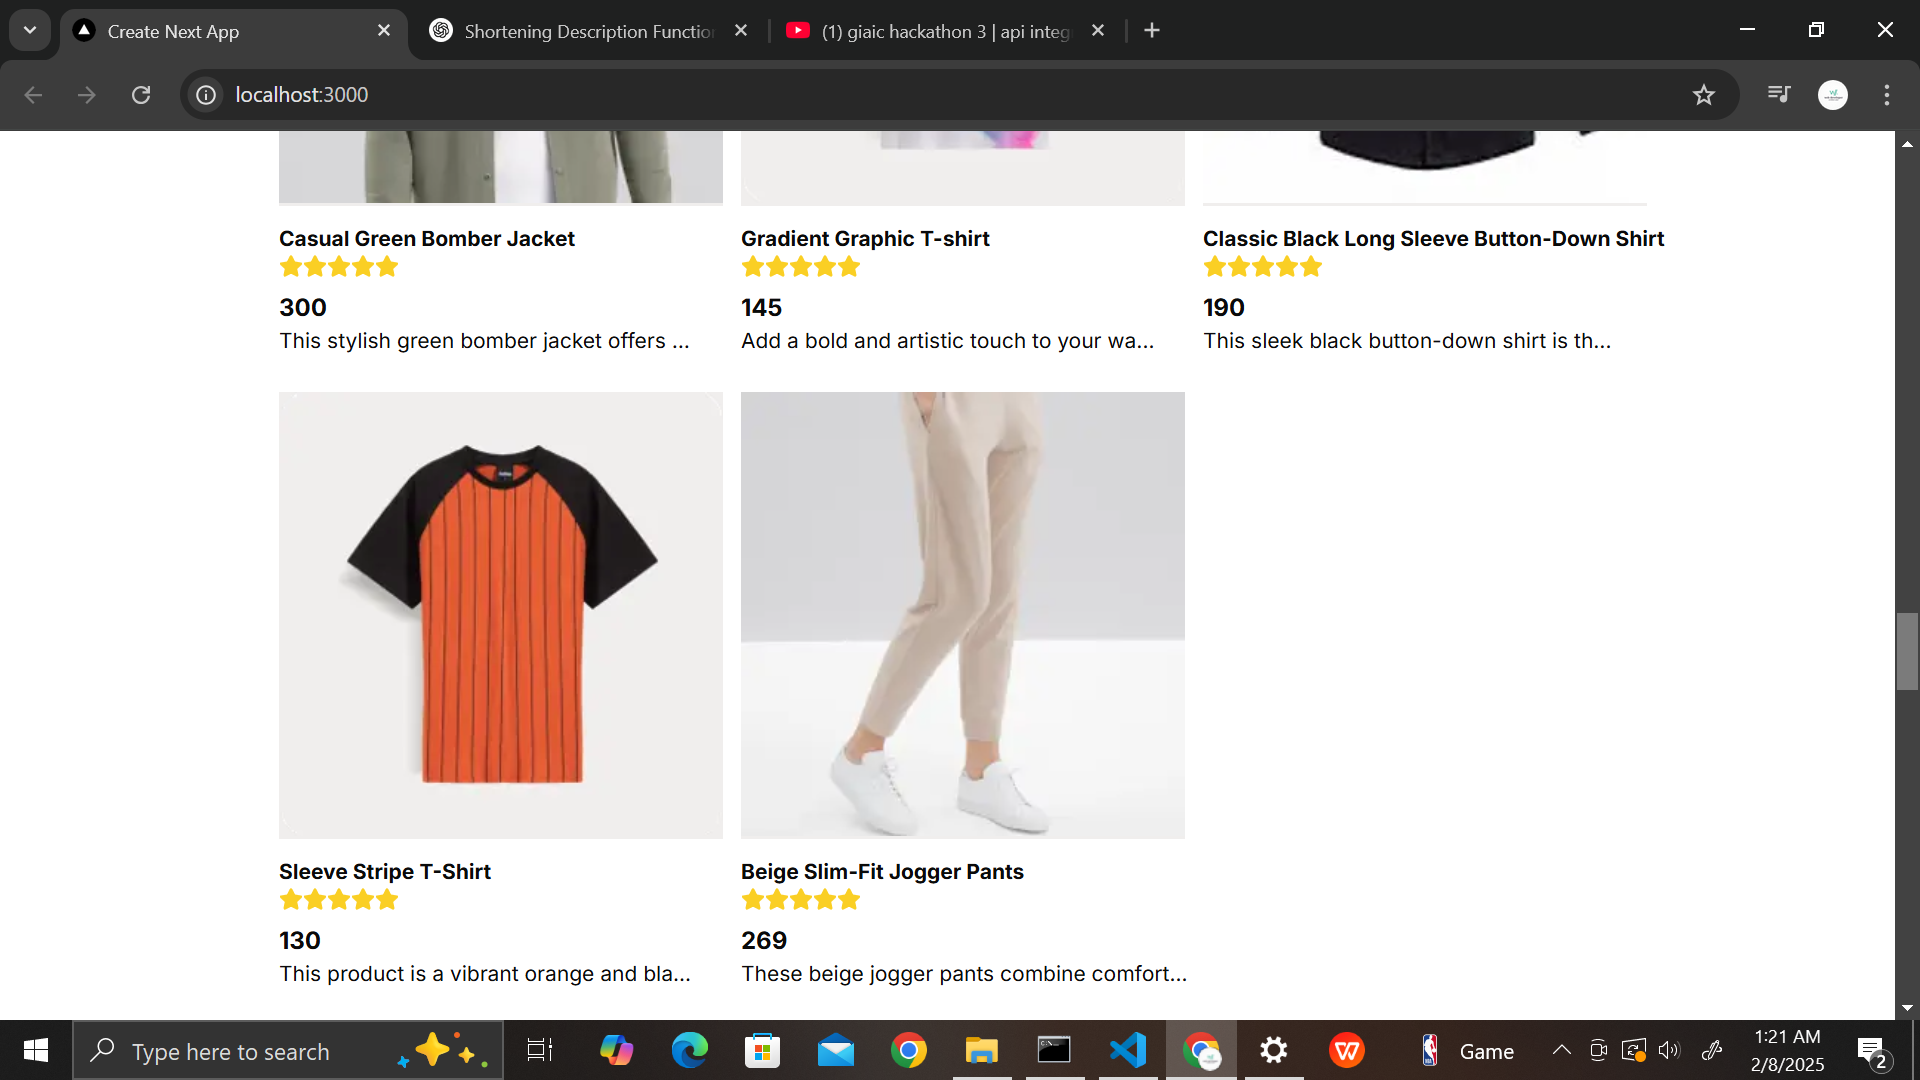 Create Next App
Shortening Description Function
(1) giaic hackathon 3 | api integ
localhost:3000
Casual Green Bomber Jacket
Gradient Graphic T-shirt
Classic Black Long Sleeve Button-Down Shirt
300
145
190
This stylish green bomber jacket offers ...
Add a bold and artistic touch to your wa...
This sleek black button-down shirt is th...
Sleeve Stripe T-Shirt
Beige Slim-Fit Jogger Pants
130
269
This product is a vibrant orange and bla...
These beige jogger pants combine comfort...
Type here to search
Game
1:21 AM
2/8/2025
2